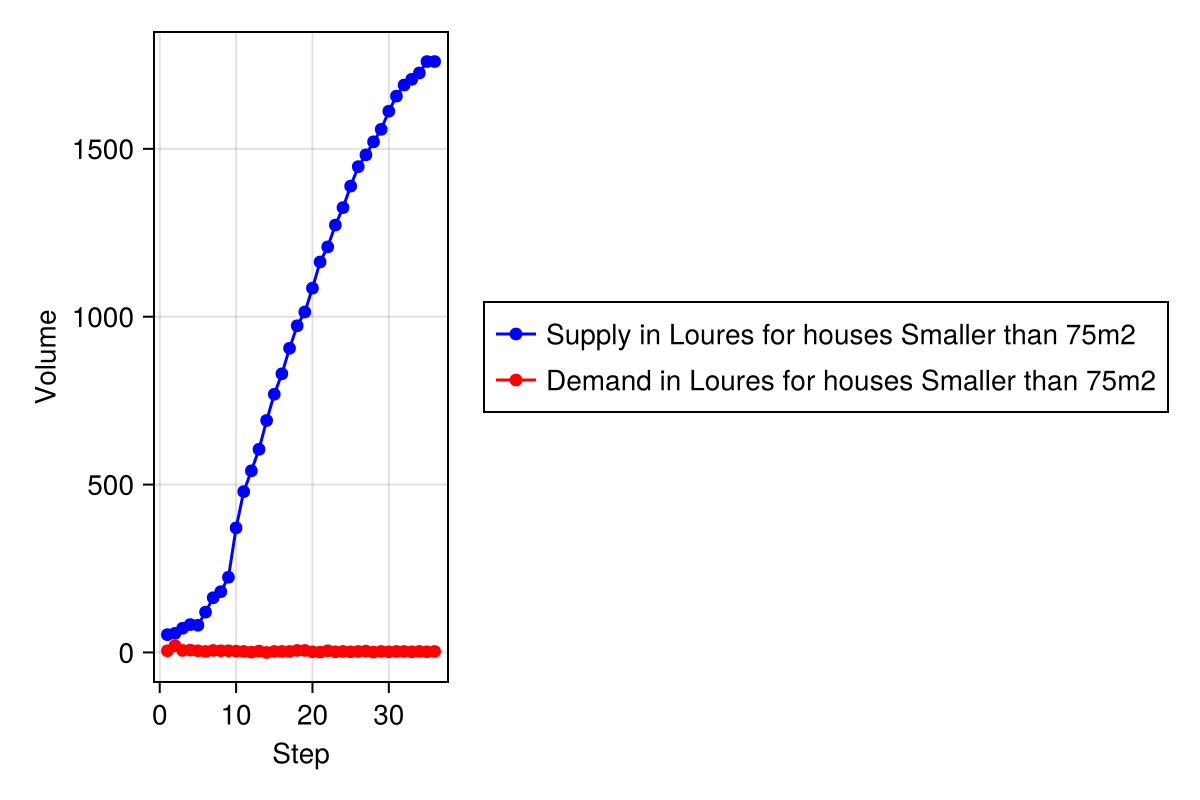 1500
1000
500
0
Volume
0 10 20 30
Step
Supply in Loures for houses Smaller than 75m2
Demand in Loures for houses Smaller than 75m2